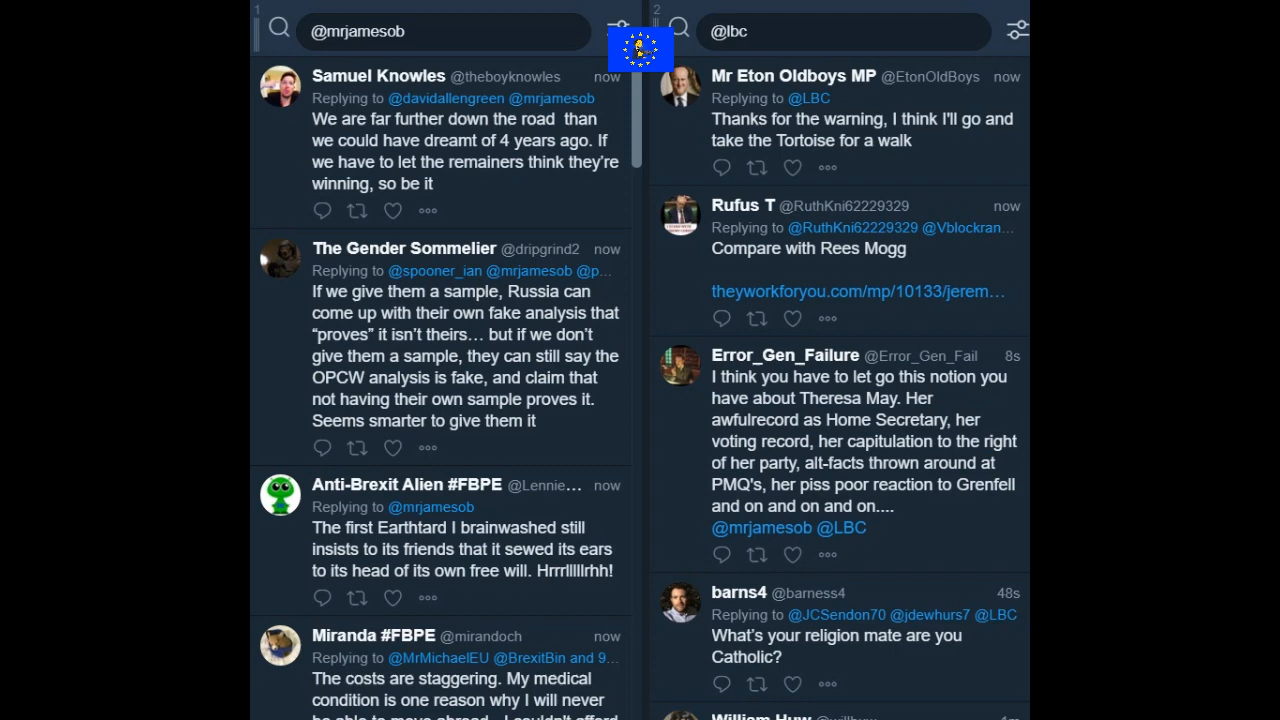 1
@mrjamesob
Samuel Knowles @theboyknowles now
Replying to @davidallengreen @mrjamesob
We are far further down the road than
we could have dreamt of 4 years ago. If
we have to let the remainers think they're
winning, so be it
The Gender Sommelier @dripgrind2 now
Replying to @spooner_ian @mrjamesob @p...
If we give them a sample, Russia can
come up with their own fake analysis that
“proves” it isn’t theirs… but if we don’t
give them a sample, they can still say the
OPCW analysis is fake, and claim that
not having their own sample proves it.
Seems smarter to give them it
Anti-Brexit Alien #FBPE @Lennie... now
Replying to @mrjamesob
The first Earthtard I brainwashed still
insists to its friends that it sewed its ears
to its head of its own free will. Hrrrlllllrhh!
Miranda #FBPE @mirandoch now
Replying to @MrMichaelEU @BrexitBin and 9...
The costs are staggering. My medical
condition is one reason why I will never
be able to move abroad. I couldn't afford
2
@lbc
Mr Eton Oldboys MP @EtonOldBoys now
Replying to @LBC
Thanks for the warning, I think I'll go and
take the Tortoise for a walk
Rufus T @RuthKni62229329 now
Replying to @RuthKni62229329 @Vblockran...
Compare with Rees Mogg
theyworkforyou.com/mp/10133/jerem...
Error_Gen_Failure @Error_Gen_Fail 8s
I think you have to let go this notion you
have about Theresa May. Her
awfulrecord as Home Secretary, her
voting record, her capitulation to the right
of her party, alt-facts thrown around at
PMQ's, her piss poor reaction to Grenfell
and on and on and on....
@mrjamesob @LBC
barns4 @barness4 48s
Replying to @JCSendon70 @jdewhurs7 @LBC
What's your religion mate are you
Catholic?
William Huw @willhuw 1m